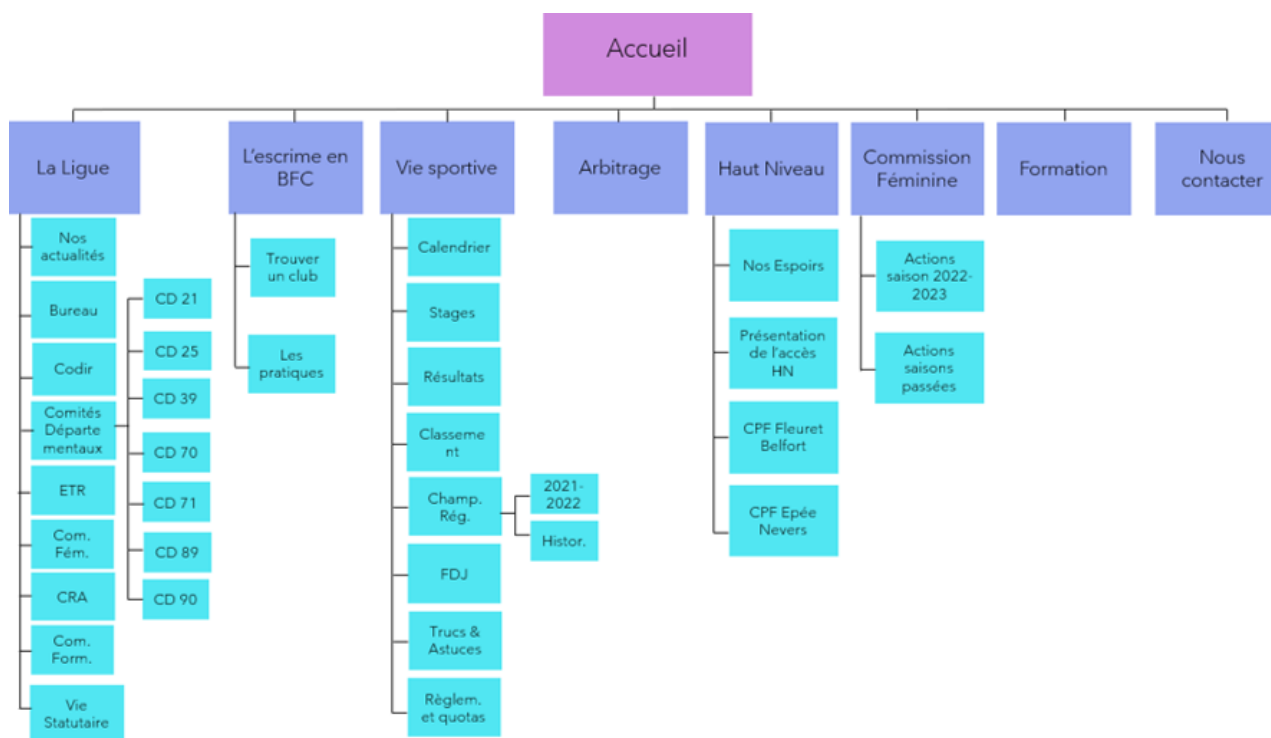 Accueil
La Ligue
L'escrime en
BFC
Vie sportive
Arbitrage
Haut Niveau
Commission
Féminine
Formation
Nous
contacter
Nos
actualités
Bureau
Codir
Comités
Départe
mentaux
ETR
Com.
Fém.
CRA
Com.
Form.
Vie
Statutaire
CD 21
CD 25
CD 39
CD 70
CD 71
CD 89
CD 90
Trouver
un club
Les
pratiques
Calendrier
Stages
Résultats
Classeme
nt
Champ.
Rég.
FDJ
Trucs &
Astuces
Règlem.
et quotas
2021-
2022
Histor.
Nos Espoirs
Présentation
de l'accès
HN
CPF Fleuret
Belfort
CPF Epée
Nevers
Actions
saison 2022-
2023
Actions
saisons
passées